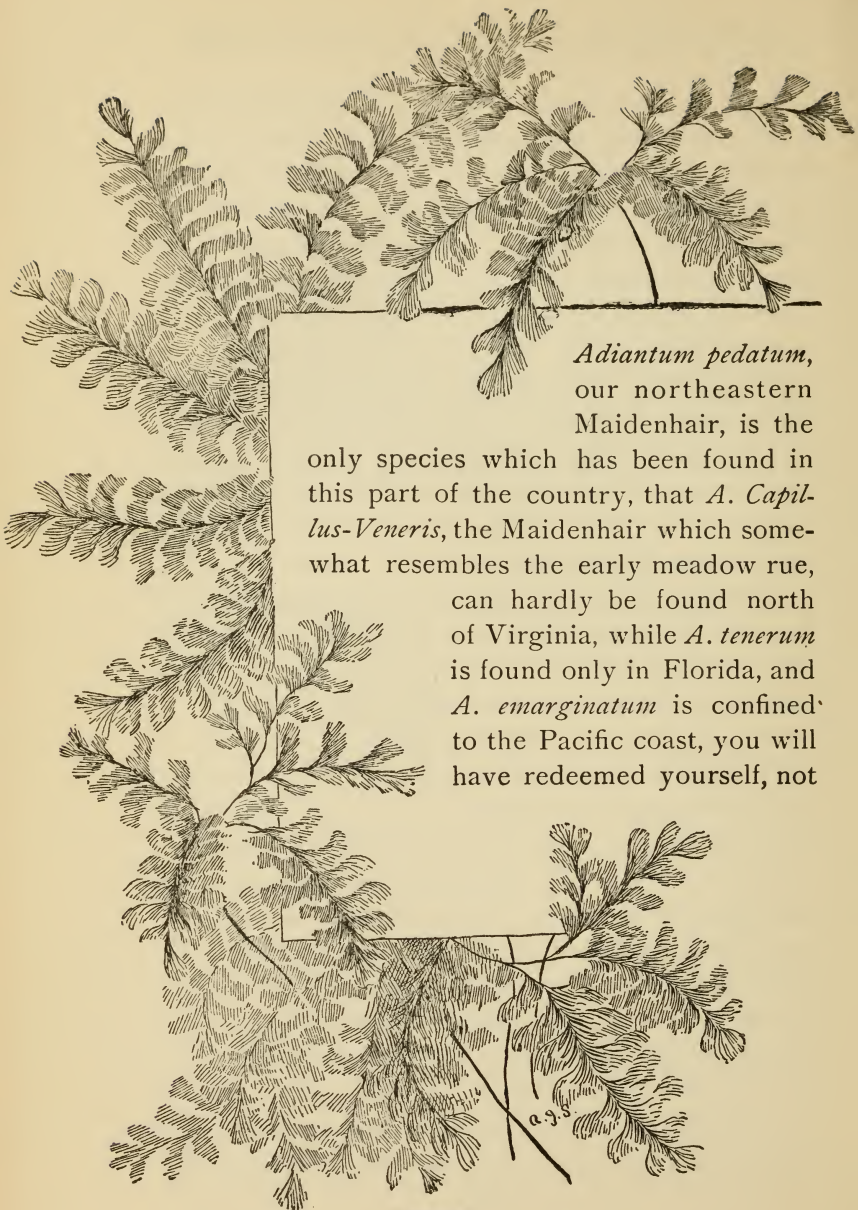 Adiantum pedatum,
our northeastern
Maidenhair, is the
only species which has been found in
this part of the country, that A. Capil-
lus-Veneris, the Maidenhair which some-
what resembles the early meadow rue,
can hardly be found north
of Virginia, while A. tenerum
is found only in Florida, and
A. emarginatum is confined
to the Pacific coast, you will
have redeemed yourself, not
a.g.s.